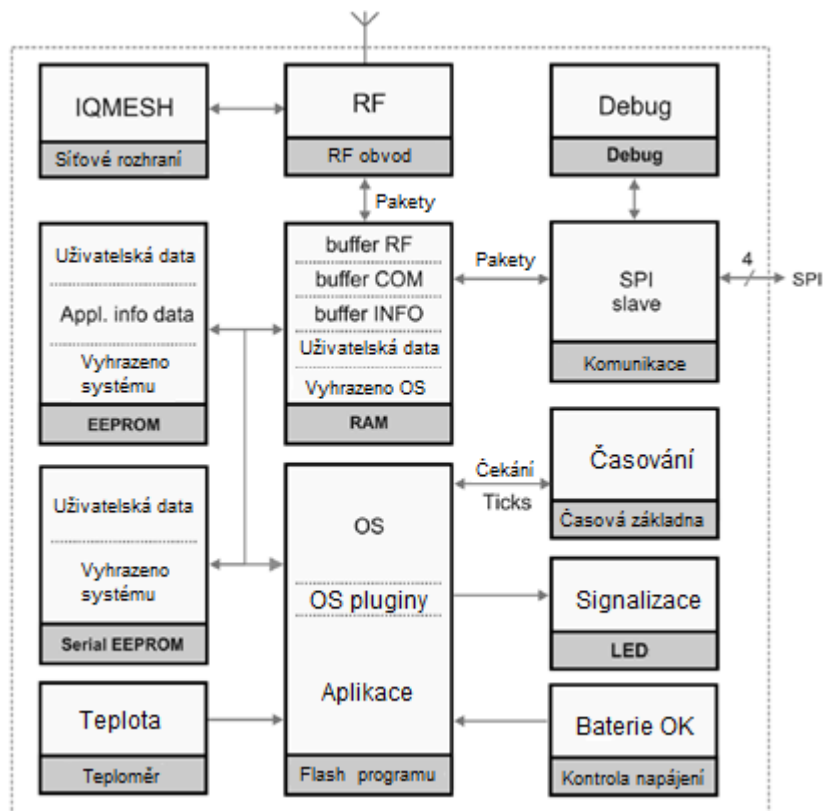 IQMESH
Síťové rozhraní
RF
RF obvod
Debug
Debug
Pakety
Uživatelská data
Appl. info data
Vyhrazeno
systému
EEPROM
buffer RF
buffer COM
buffer INFO
Uživatelská data
Vyhrazeno OS
RAM
Pakety
SPI
slave
Komunikace
4
SPI
Uživatelská data
Vyhrazeno
systému
Serial EEPROM
OS
OS pluginy
Aplikace
Flash programu
Čekání
Ticks
Časování
Časová základna
Signalizace
LED
Teplota
Teploměr
Baterie OK
Kontrola napájení